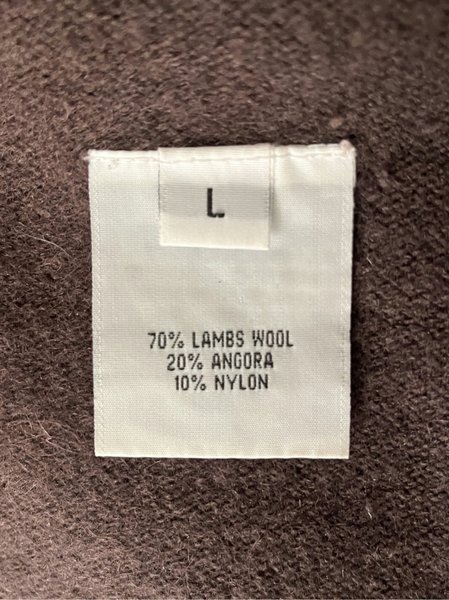 L
70% LAMBS WOOL
20% ANGORA
10% NYLON